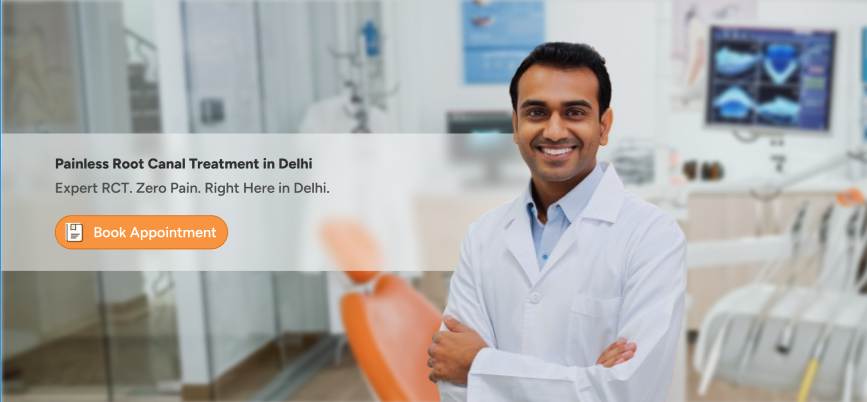 Painless Root Canal Treatment in Delhi
Expert RCT. Zero Pain. Right Here in Delhi.
Book Appointment